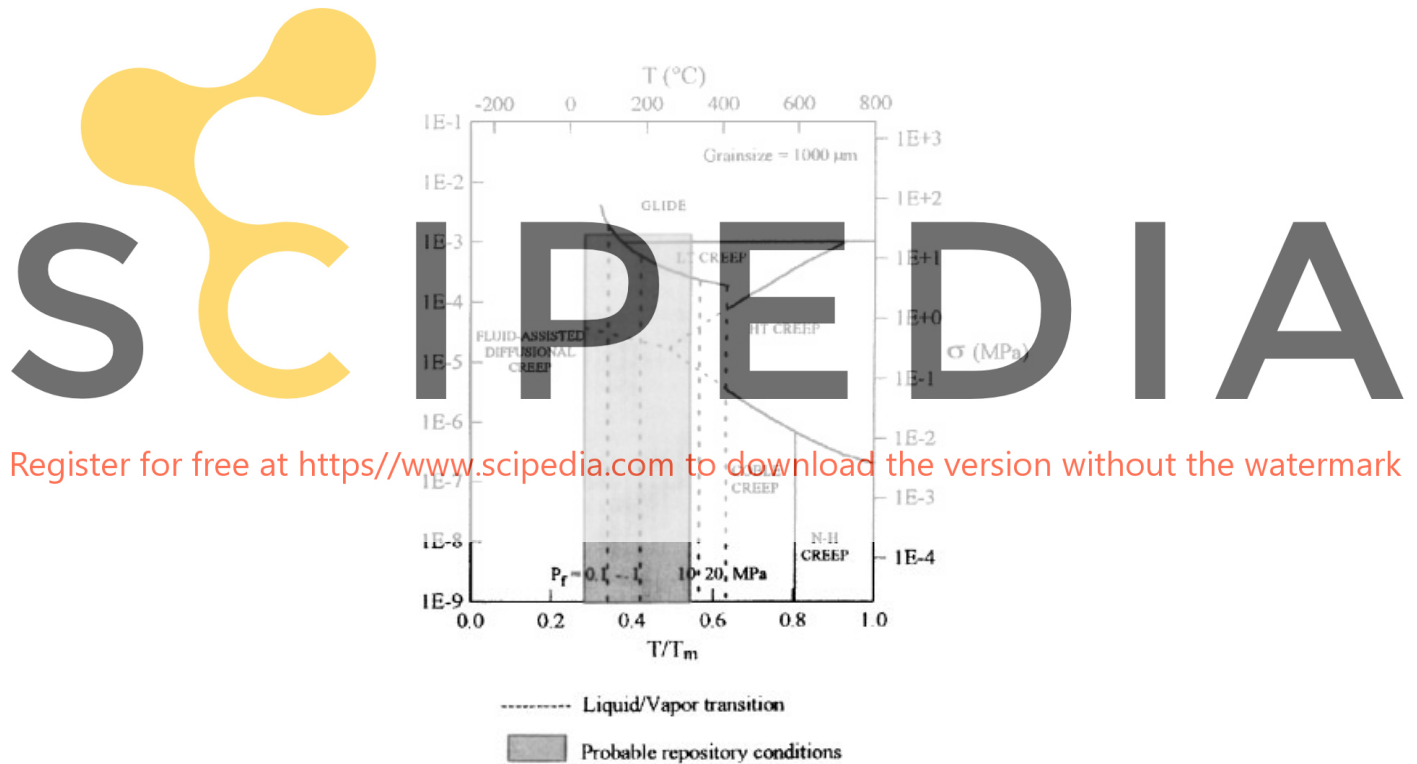 T (°C)
-200 0 200 400 600 800
1E-1
1E+3
Grainsize = 1000 µm
1E-2
1E+2
GLIDE
SCIPEDIA
1E-3
LT CREEP
1E+1
1E-4
1E+0
FLUID-ASSISTED
DIFFUSIONAL
CREEP
HT CREEP
1E-5
σ (MPa)
1E-1
1E-6
1E-2
Register for free at https//www.scipedia.com to download the version without the watermark
1E-7
COBLE
CREEP
1E-3
1E-8
N-H
CREEP
1E-4
Pf = 0.1 1 10 20 MPa
1E-9
0.0 0.2 0.4 0.6 0.8 1.0
T/Tm
Liquid/Vapor transition
Probable repository conditions